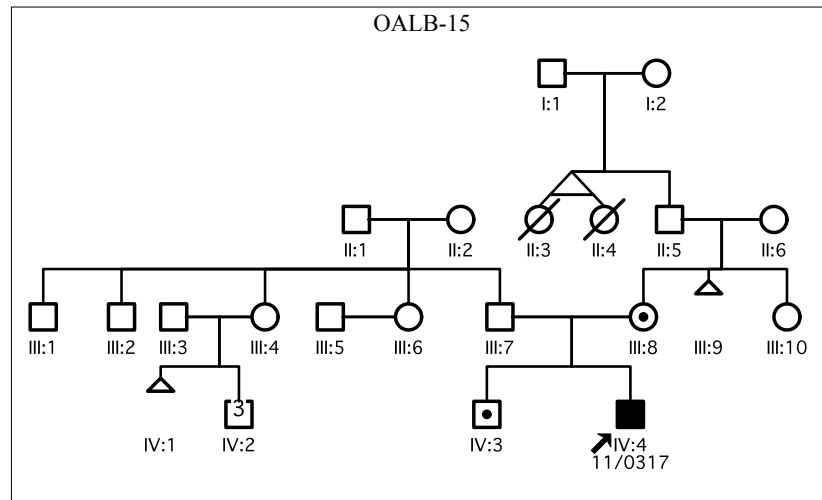 OALB-15
I:1 I:2
II:1 II:2 II:3 II:4 II:5 II:6
III:1 III:2 III:3 III:4 III:5 III:6 III:7 III:8 III:9 III:10
3
IV:1 IV:2 IV:3 IV:4
11/0317